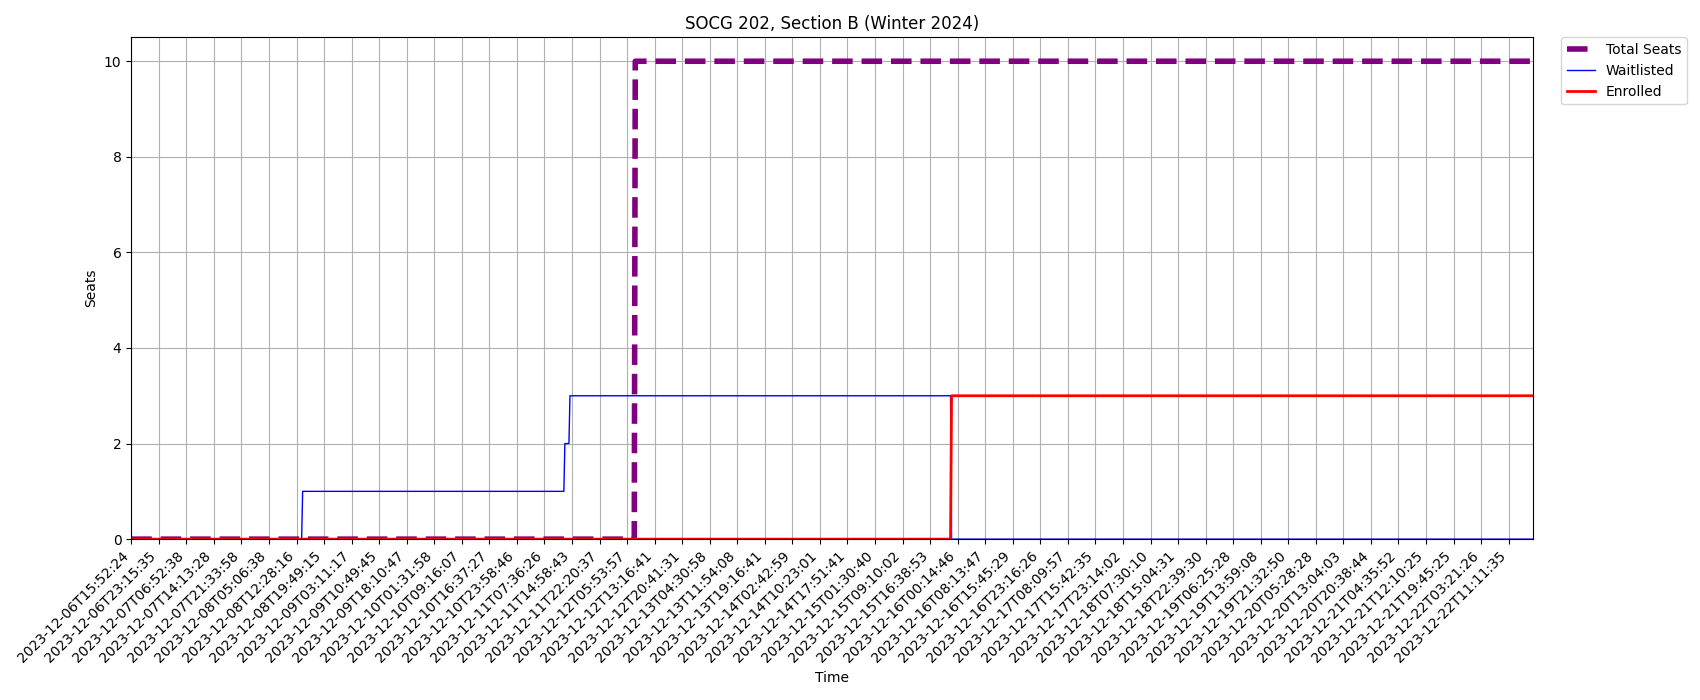 SOCG 202, Section B (Winter 2024)
Total Seats
Waitlisted
Enrolled
10
8
6
4
2
0
Seats
2023-12-06T15:52:24
2023-12-06T23:15:35
2023-12-07T06:52:38
2023-12-07T14:13:28
2023-12-07T21:33:58
2023-12-08T05:06:38
2023-12-08T12:28:16
2023-12-08T19:49:15
2023-12-09T03:11:17
2023-12-09T10:49:45
2023-12-09T18:10:47
2023-12-10T01:31:58
2023-12-10T09:16:07
2023-12-10T16:37:27
2023-12-10T23:58:46
2023-12-11T07:36:26
2023-12-11T14:58:43
2023-12-11T22:20:37
2023-12-12T05:53:57
2023-12-12T13:16:41
2023-12-12T20:41:31
2023-12-13T04:30:58
2023-12-13T11:54:08
2023-12-13T19:16:41
2023-12-14T02:42:59
2023-12-14T10:23:01
2023-12-14T17:51:41
2023-12-15T01:30:40
2023-12-15T09:10:02
2023-12-15T16:38:53
2023-12-16T00:14:46
2023-12-16T08:13:47
2023-12-16T15:45:29
2023-12-16T23:16:26
2023-12-17T08:09:57
2023-12-17T15:42:35
2023-12-17T23:14:02
2023-12-18T07:30:10
2023-12-18T15:04:31
2023-12-18T22:39:30
2023-12-19T06:25:28
2023-12-19T13:59:08
2023-12-19T21:32:50
2023-12-20T05:28:28
2023-12-20T13:04:03
2023-12-20T20:38:44
2023-12-21T04:35:52
2023-12-21T12:10:25
2023-12-21T19:45:25
2023-12-22T03:21:26
2023-12-22T11:11:35
Time